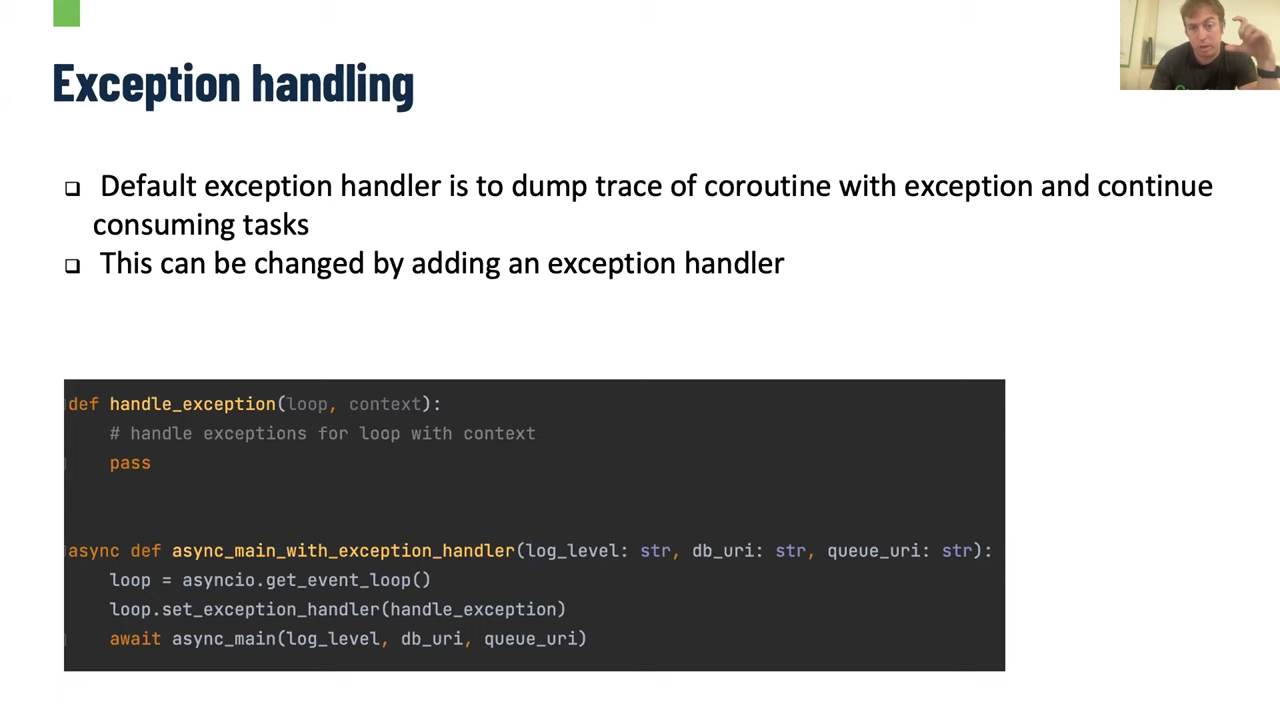 Exception handling
Default exception handler is to dump trace of coroutine with exception and continue
consuming tasks
This can be changed by adding an exception handler
def handle_exception(loop, context):
# handle exceptions for loop with context
pass
async def async_main_with_exception_handler(log_level: str, db_uri: str, queue_uri: str):
loop = asyncio.get_event_loop()
loop.set_exception_handler(handle_exception)
await async_main(log_level, db_uri, queue_uri)